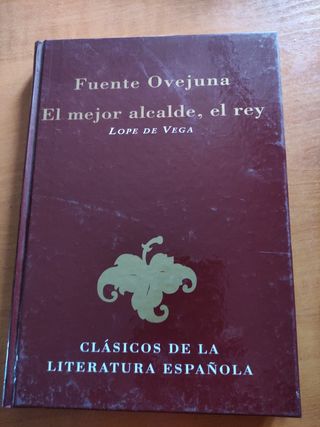 Fuente Ovejuna
El mejor alcalde, el rey
LOPE DE VEGA
CLÁSICOS DE LA
LITERATURA ESPAÑOLA